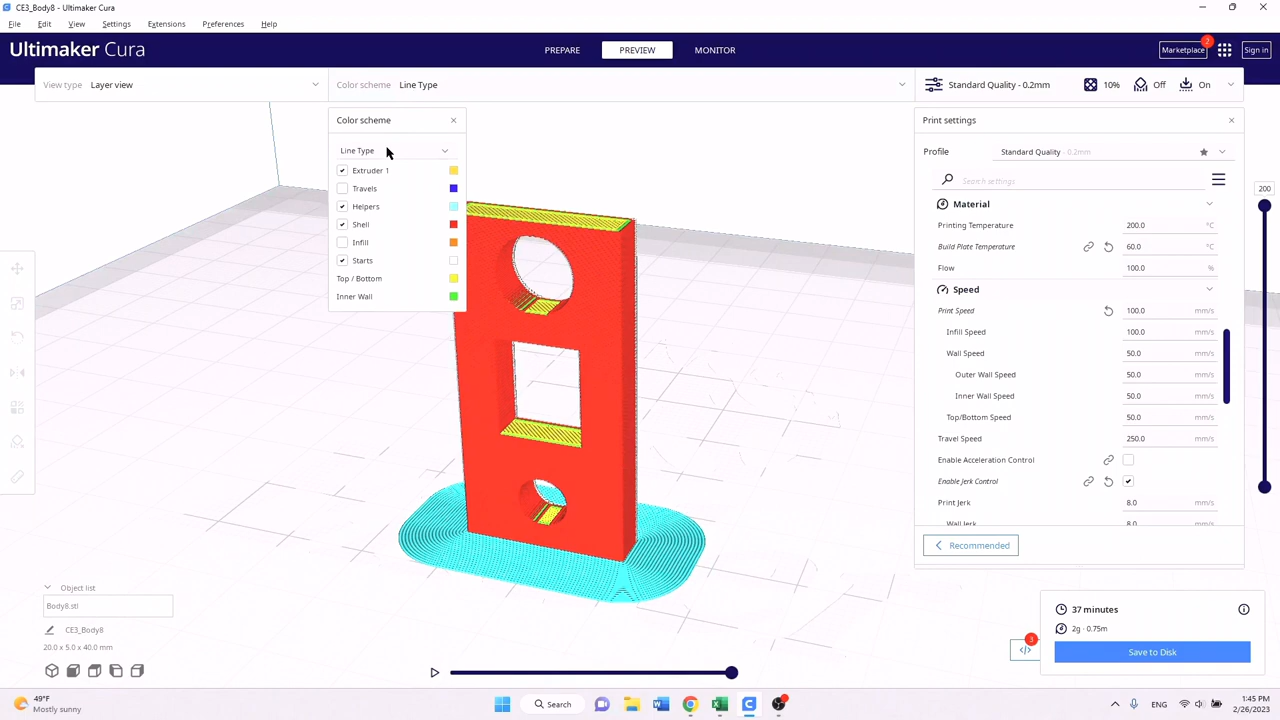 CE3_Body8 - Ultimaker Cura
File Edit View Settings Extensions Preferences Help
Ultimaker Cura
PREPARE PREVIEW MONITOR
Marketplace 2 Sign in
View type Layer view
Color scheme Line Type
Standard Quality - 0.2mm 10% Off On
Color scheme
Line Type
Extruder 1
Travels
Helpers
Shell
Infill
Starts
Top / Bottom
Inner Wall
Print settings
Profile Standard Quality - 0.2mm
Search settings
Material
Printing Temperature 200.0 °C
Build Plate Temperature 60.0 °C
Flow 100.0 %
Speed
Print Speed 100.0 mm/s
Infill Speed 100.0 mm/s
Wall Speed 50.0 mm/s
Outer Wall Speed 50.0 mm/s
Inner Wall Speed 50.0 mm/s
Top/Bottom Speed 50.0 mm/s
Travel Speed 250.0 mm/s
Enable Acceleration Control
Enable Jerk Control
Print Jerk 8.0 mm/s
Wall Jerk 8.0 mm/s
Recommended
200
Object list
Body8.stl
CE3_Body8
20.0 x 5.0 x 40.0 mm
3
37 minutes
2g · 0.75m
Save to Disk
49°F
Mostly sunny
Search
ENG
1:45 PM
2/26/2023